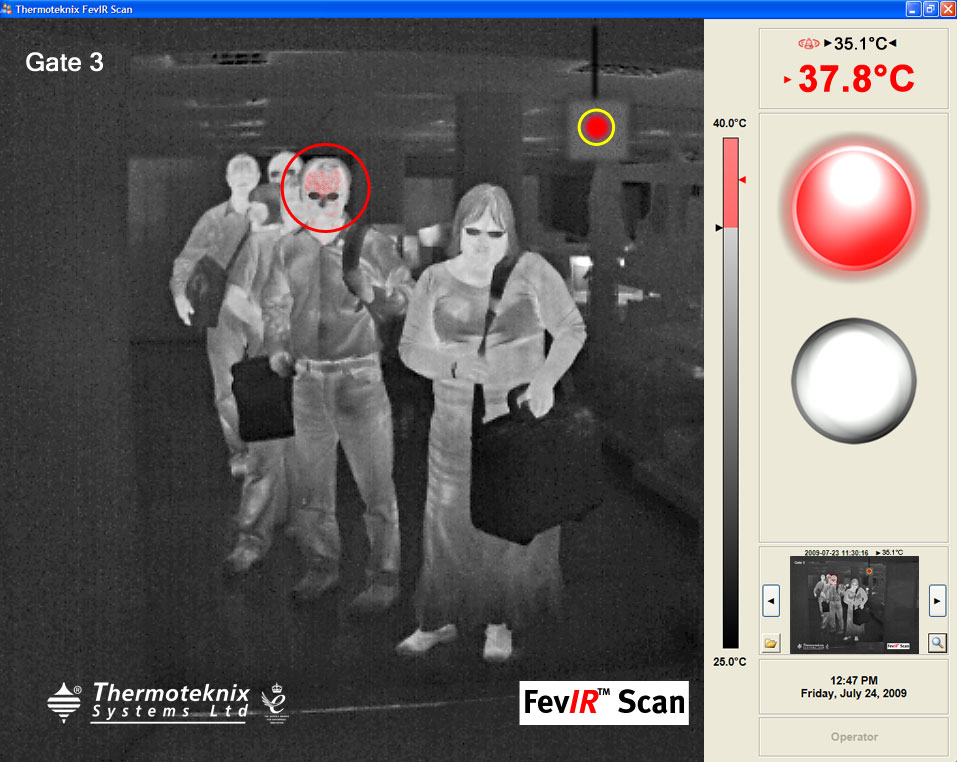 Thermoteknix FevIR Scan
Gate 3
35.1°C
37.8°C
40.0°C
25.0°C
2009-07-23 11:30:16 ►35.1°C
12:47 PM
Friday, July 24, 2009
Operator
Thermoteknix®
Systems Ltd
FevIR™ Scan